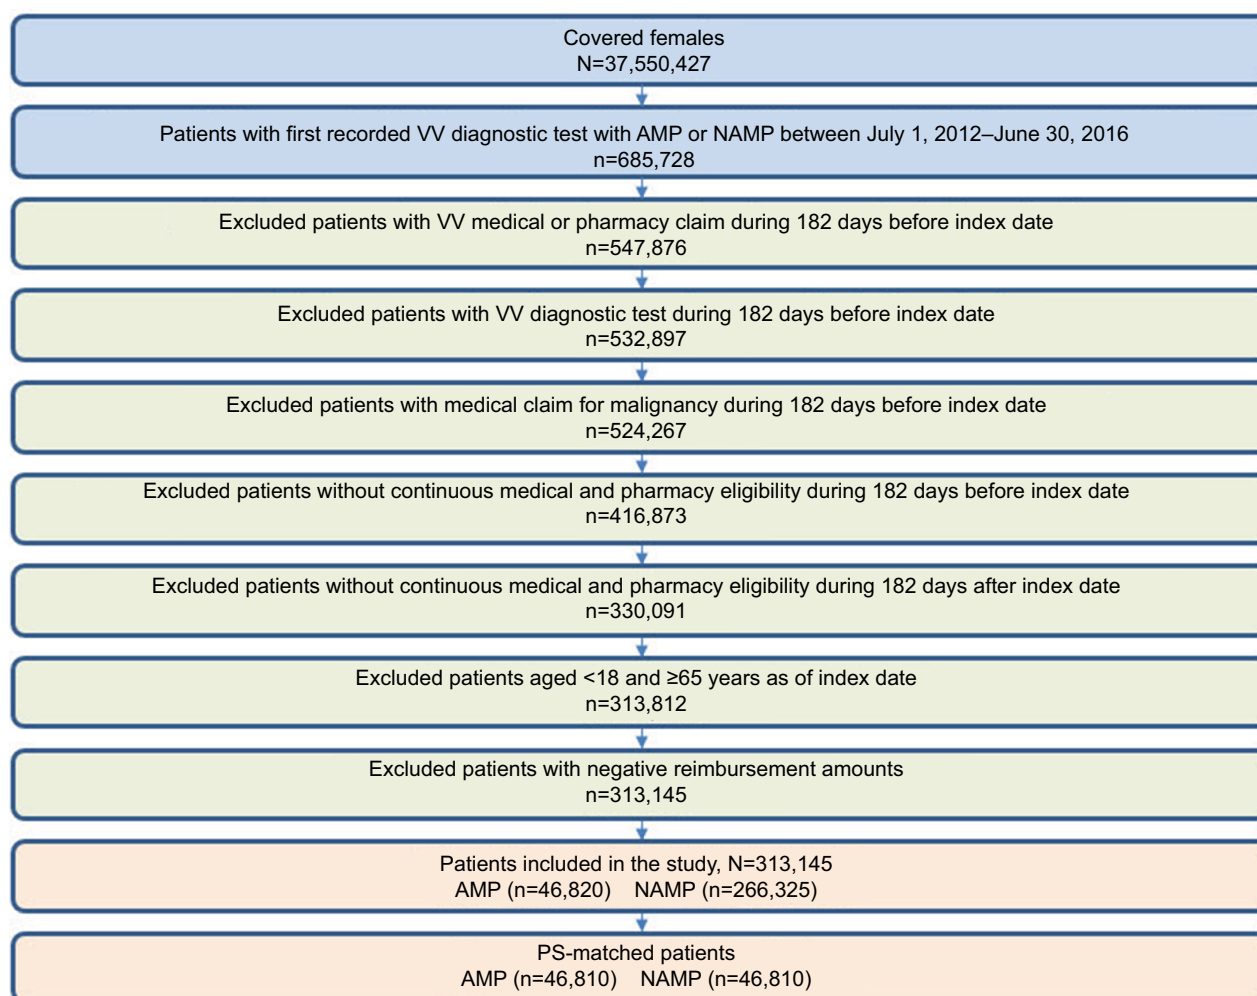 Covered females
N=37,550,427
Patients with first recorded VV diagnostic test with AMP or NAMP between July 1, 2012–June 30, 2016
n=685,728
Excluded patients with VV medical or pharmacy claim during 182 days before index date
n=547,876
Excluded patients with VV diagnostic test during 182 days before index date
n=532,897
Excluded patients with medical claim for malignancy during 182 days before index date
n=524,267
Excluded patients without continuous medical and pharmacy eligibility during 182 days before index date
n=416,873
Excluded patients without continuous medical and pharmacy eligibility during 182 days after index date
n=330,091
Excluded patients aged <18 and ≥65 years as of index date
n=313,812
Excluded patients with negative reimbursement amounts
n=313,145
Patients included in the study, N=313,145
AMP (n=46,820) NAMP (n=266,325)
PS-matched patients
AMP (n=46,810) NAMP (n=46,810)